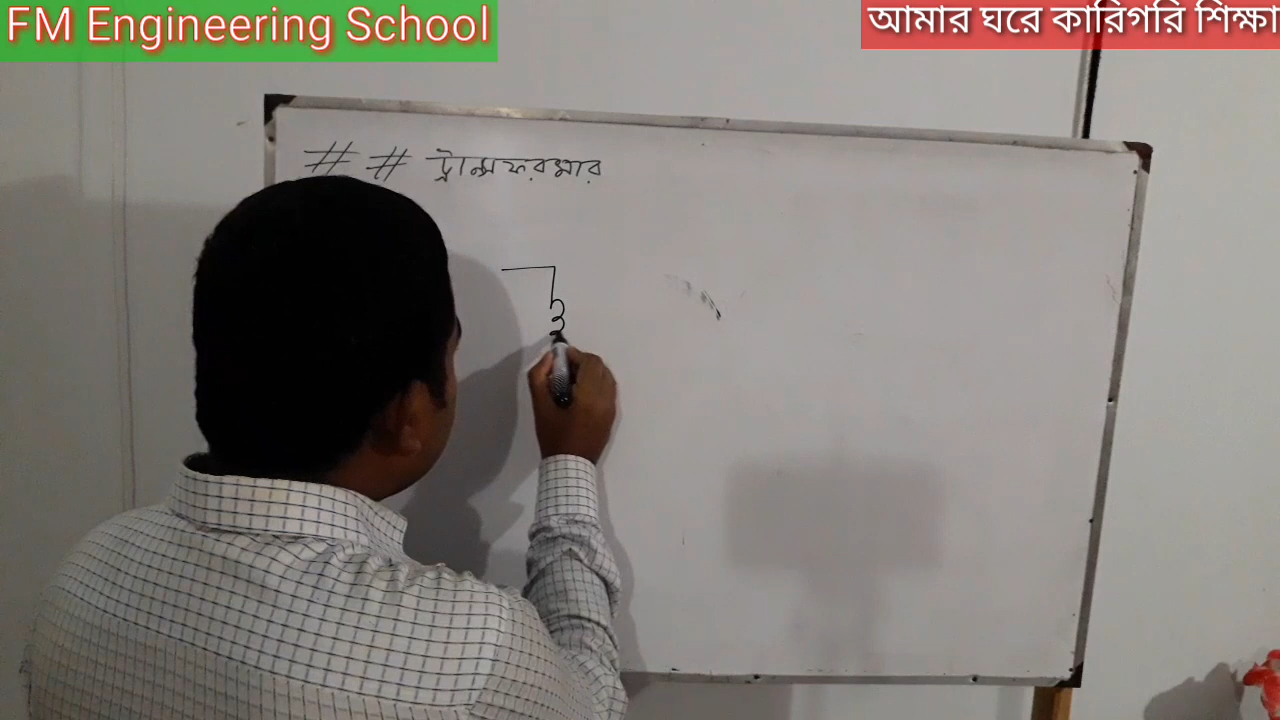 FM Engineering School
আমার ঘরে কারিগরি শিক্ষা
# # ট্রান্সফরমার